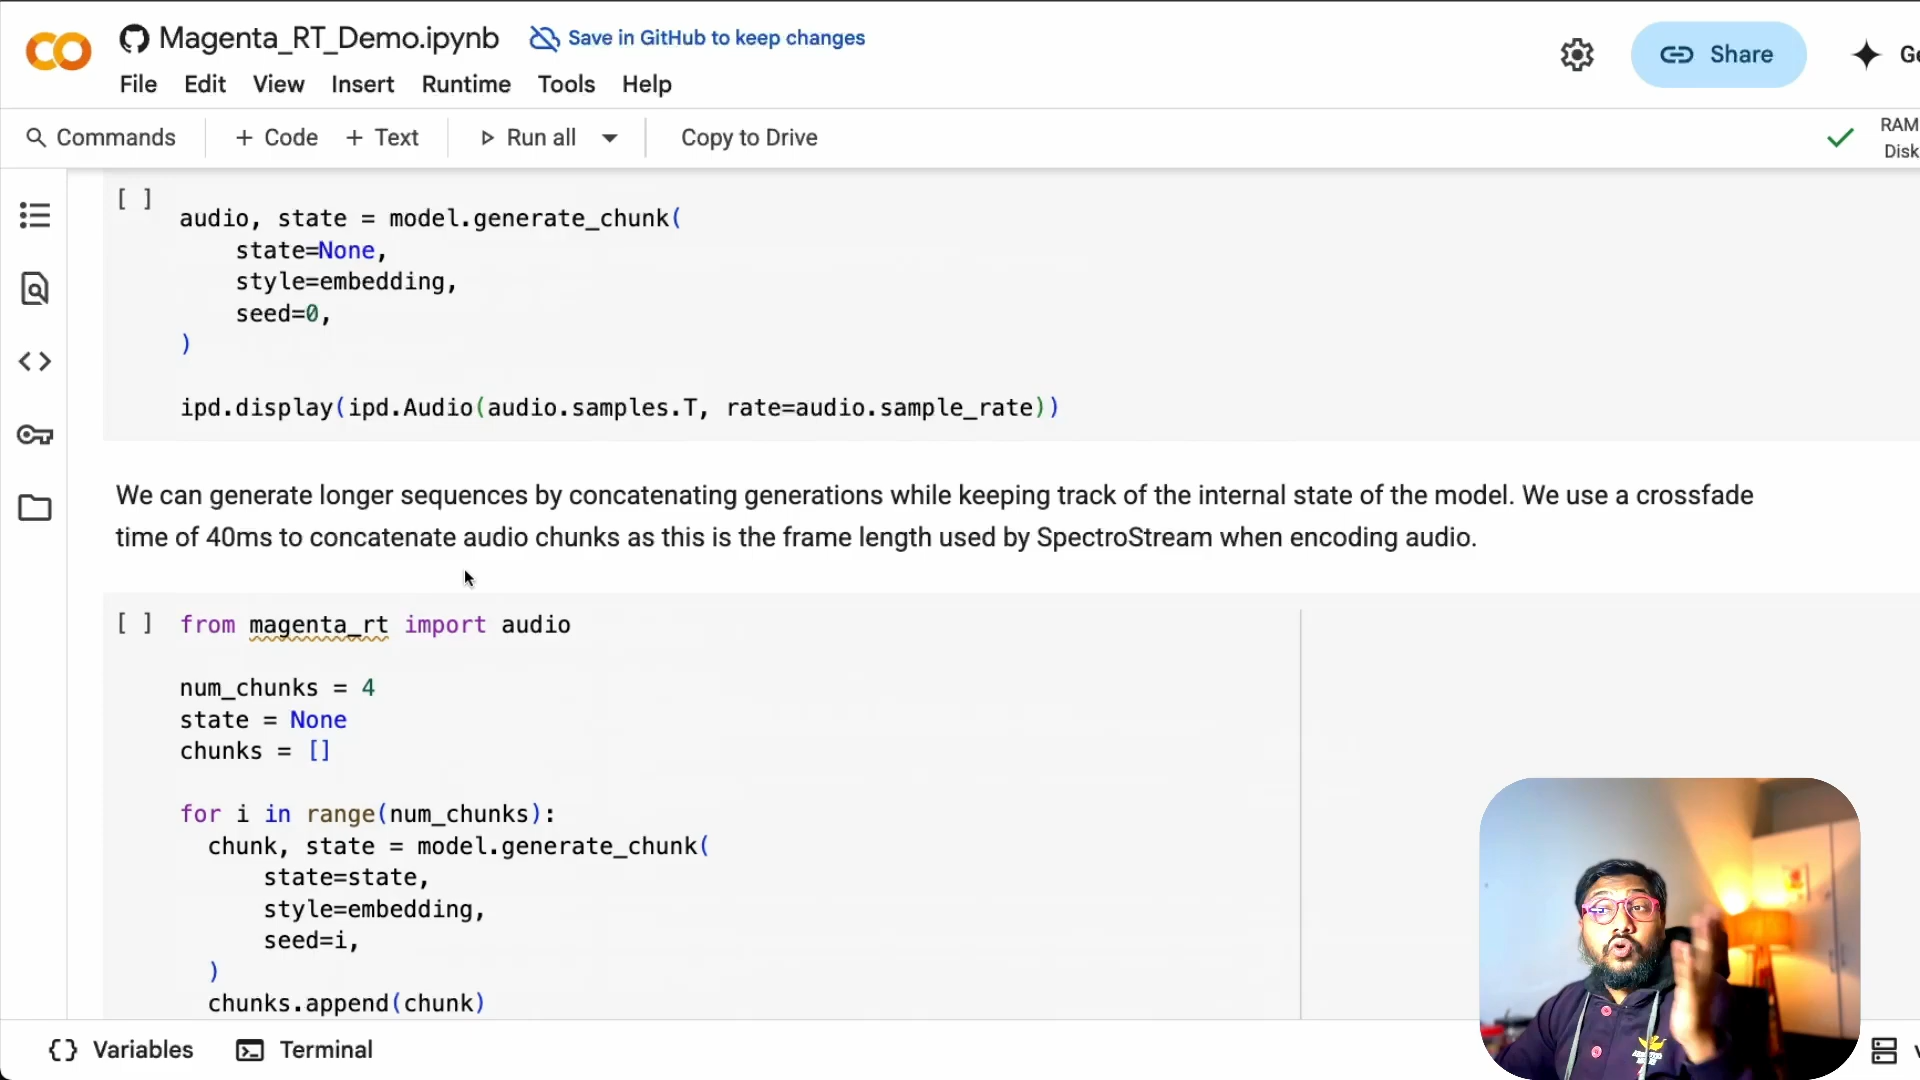 Magenta_RT_Demo.ipynb
Save in GitHub to keep changes
Share
Ge
File Edit View Insert Runtime Tools Help
Commands
+ Code + Text
Run all
Copy to Drive
RAM
Disk
[ ]
audio, state = model.generate_chunk(
state=None,
style=embedding,
seed=0,
)
ipd.display(ipd.Audio(audio.samples.T, rate=audio.sample_rate))
We can generate longer sequences by concatenating generations while keeping track of the internal state of the model. We use a crossfade
time of 40ms to concatenate audio chunks as this is the frame length used by SpectroStream when encoding audio.
[ ] from magenta_rt import audio
num_chunks = 4
state = None
chunks = []
for i in range(num_chunks):
chunk, state = model.generate_chunk(
state=state,
style=embedding,
seed=i,
)
chunks.append(chunk)
{} Variables
Terminal